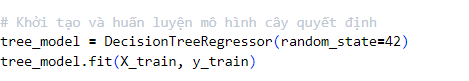 # Khởi tạo và huấn luyện mô hình cây quyết định
tree_model = DecisionTreeRegressor(random_state=42)
tree_model.fit(X_train, y_train)